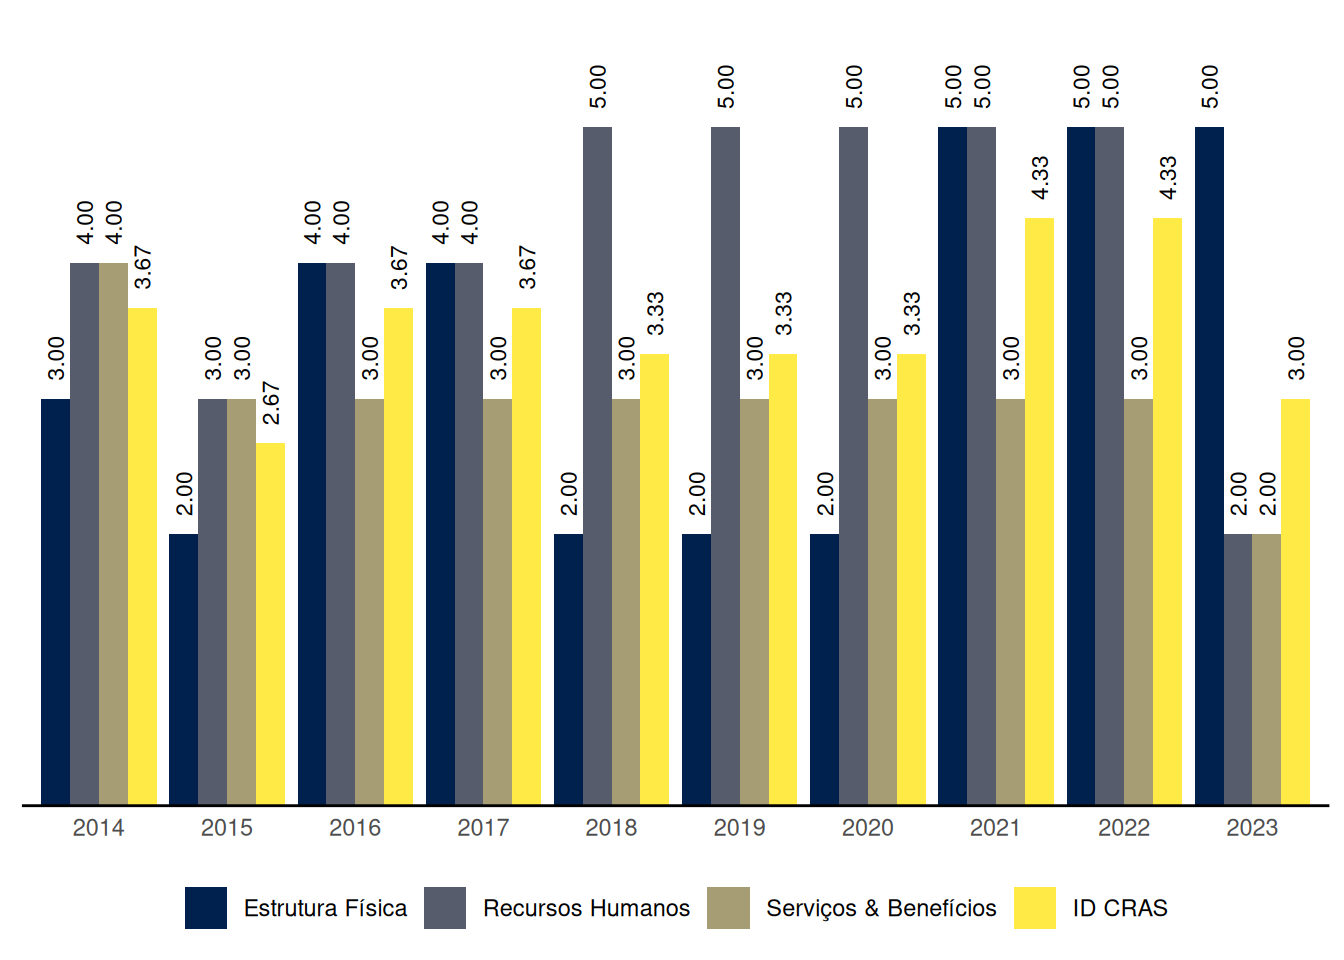 5.00 5.00 5.00 5.00 5.00 5.00 5.00 5.00
4.33 4.33
4.00 4.00 4.00 4.00 4.00 4.00
3.67 3.67 3.67
3.33 3.33 3.33
3.00 3.00 3.00 3.00 3.00 3.00 3.00 3.00 3.00 3.00 3.00
2.67
2.00 2.00 2.00 2.00 2.00 2.00
2014 2015 2016 2017 2018 2019 2020 2021 2022 2023
Estrutura Física Recursos Humanos Serviços & Benefícios ID CRAS